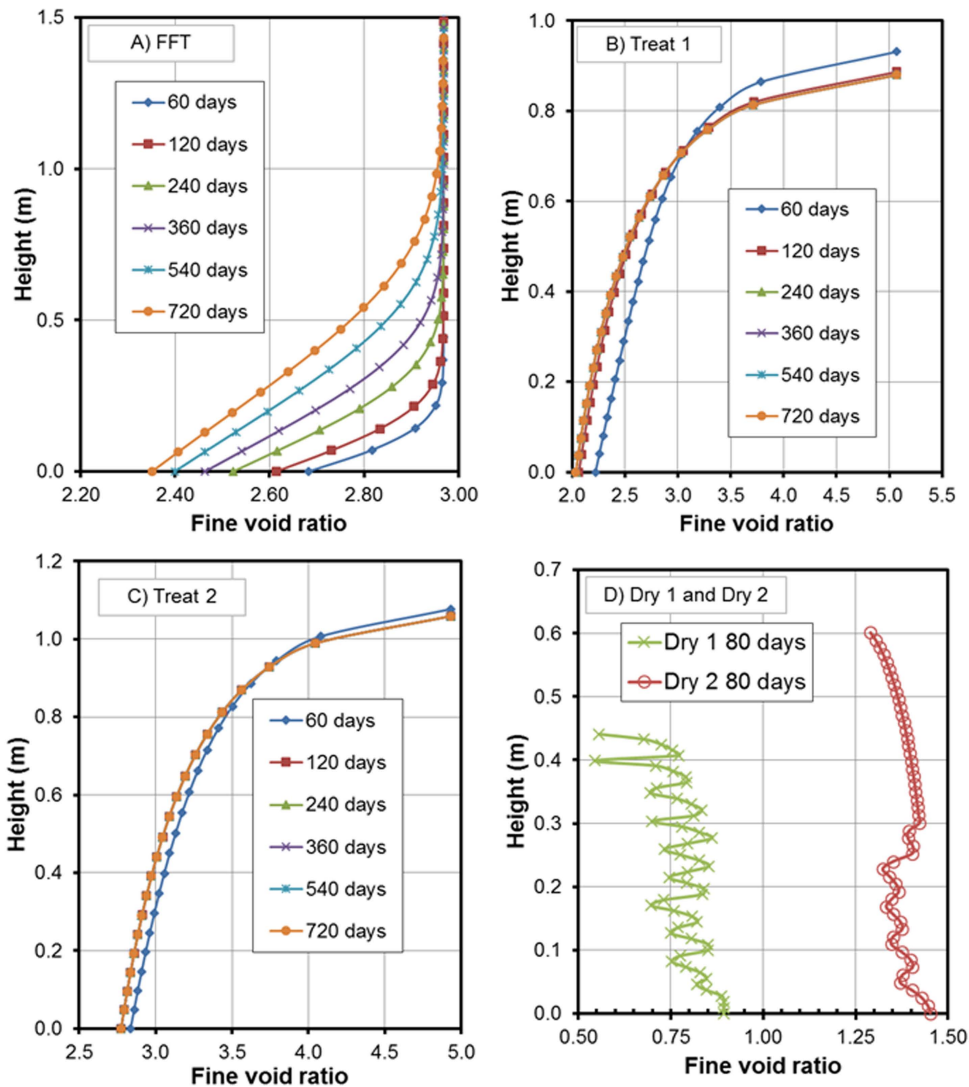 A) FFT
60 days
120 days
240 days
360 days
540 days
720 days
Height (m)
1.5
1.0
0.5
0.0
2.20 2.40 2.60 2.80 3.00
Fine void ratio
B) Treat 1
60 days
120 days
240 days
360 days
540 days
720 days
Height (m)
1.0
0.8
0.6
0.4
0.2
0.0
2.0 2.5 3.0 3.5 4.0 4.5 5.0 5.5
Fine void ratio
C) Treat 2
60 days
120 days
240 days
360 days
540 days
720 days
Height (m)
1.2
1.0
0.8
0.6
0.4
0.2
0.0
2.5 3.0 3.5 4.0 4.5 5.0
Fine void ratio
D) Dry 1 and Dry 2
Dry 1 80 days
Dry 2 80 days
Height (m)
0.7
0.6
0.5
0.4
0.3
0.2
0.1
0.0
0.50 0.75 1.00 1.25 1.50
Fine void ratio